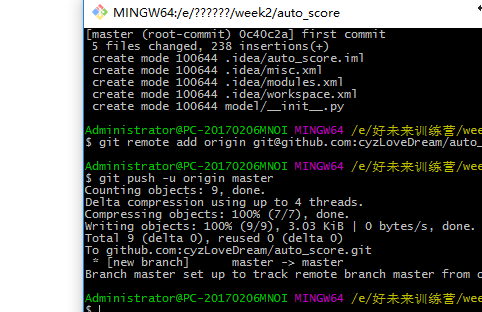 MINGW64:/e/??????/week2/auto_score
[master (root-commit) 0c40c2a] first commit
5 files changed, 238 insertions(+)
create mode 100644 .idea/auto_score.iml
create mode 100644 .idea/misc.xml
create mode 100644 .idea/modules.xml
create mode 100644 .idea/workspace.xml
create mode 100644 model/__init__.py
Administrator@PC-20170206MNOI MINGW64 /e/好未来训练营/wee
$ git remote add origin git@github.com:cyzLoveDream/auto_
Administrator@PC-20170206MNOI MINGW64 /e/好未来训练营/wee
$ git push -u origin master
Counting objects: 9, done.
Delta compression using up to 4 threads.
Compressing objects: 100% (7/7), done.
Writing objects: 100% (9/9), 3.03 KiB | 0 bytes/s, done.
Total 9 (delta 0), reused 0 (delta 0)
To github.com:cyzLoveDream/auto_score.git
* [new branch] master -> master
Branch master set up to track remote branch master from o
Administrator@PC-20170206MNOI MINGW64 /e/好未来训练营/wee
$